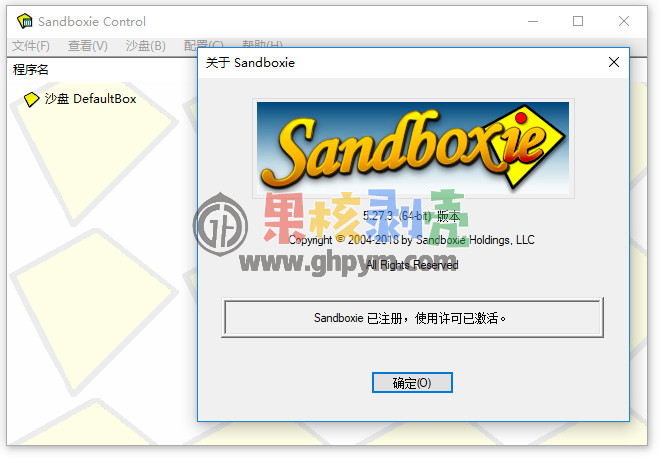 Sandboxie Control
文件(F) 查看(V) 沙盘(B) 配置(C) 帮助(H)
程序名
沙盘 DefaultBox
关于 Sandboxie
Sandboxie
5.27.3 (64-bit) 版本
果核剥壳
Copyright © 2004-2018 by Sandboxie Holdings, LLC
www.ghpym.com
All Rights Reserved
Sandboxie 已注册，使用许可已激活。
确定(O)